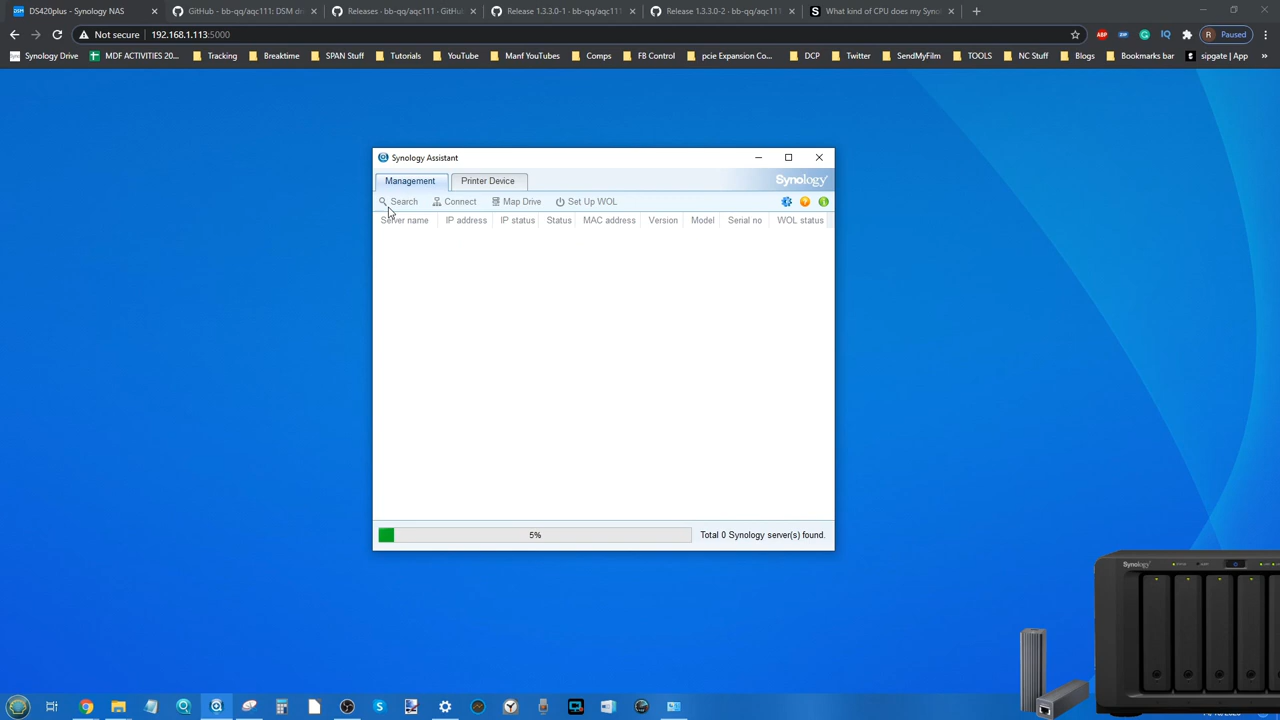 DS420plus - Synology NAS
GitHub - bb-qq/aqc111: DSM dr
Releases · bb-qq/aqc111 · GitHu
Release 1.3.3.0-1 · bb-qq/aqc11
Release 1.3.3.0-2 · bb-qq/aqc11
What kind of CPU does my Syno
Not secure
192.168.1.113:5000
ABP
ZIP
IQ
R
Paused
Synology Drive
MDF ACTIVITIES 20...
Tracking
Breaktime
SPAN Stuff
Tutorials
YouTube
Manf YouTubes
Comps
FB Control
pcie Expansion Co...
DCP
Twitter
SendMyFilm
TOOLS
NC Stuff
Blogs
Bookmarks bar
sipgate | App
»
Synology Assistant
Management
Printer Device
Synology
Search
Connect
Map Drive
Set Up WOL
Server name
IP address
IP status
Status
MAC address
Version
Model
Serial no
WOL status
5%
Total 0 Synology server(s) found.
Synology